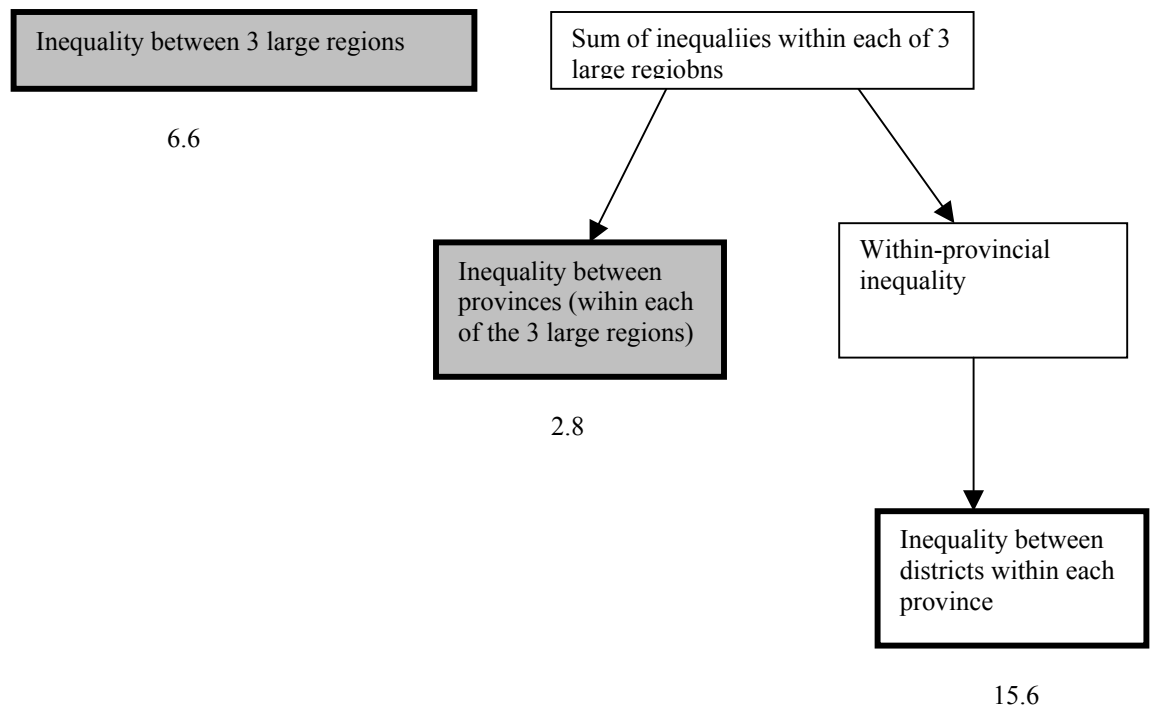 Inequality between 3 large regions
Sum of inequaliies within each of 3
large regiobns
6.6
Inequality between
provinces (wihin each
of the 3 large regions)
Within-provincial
inequality
2.8
Inequality between
districts within each
province
15.6